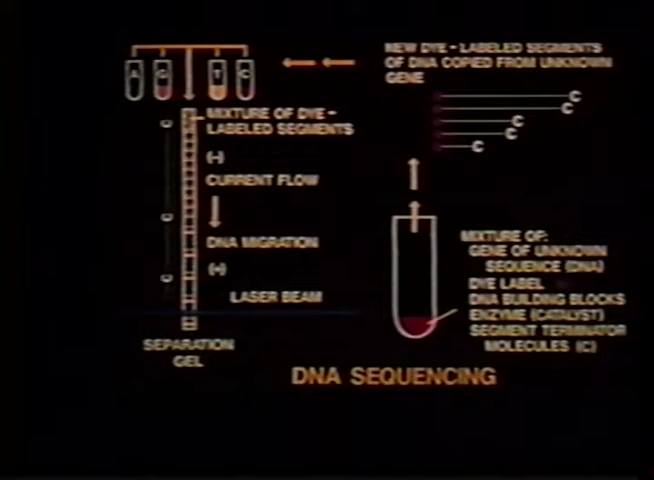 A G T C
NEW DYE-LABELED SEGMENTS
OF DNA COPIED FROM UNKNOWN
GENE
C
C
C
C
C
MIXTURE OF DYE-
LABELED SEGMENTS
(-)
CURRENT FLOW
DNA MIGRATION
(+)
LASER BEAM
SEPARATION
GEL
MIXTURE OF:
GENE OF UNKNOWN
SEQUENCE (DNA)
DYE LABEL
DNA BUILDING BLOCKS
ENZYME (CATALYST)
SEGMENT TERMINATOR
MOLECULES (C)
DNA SEQUENCING